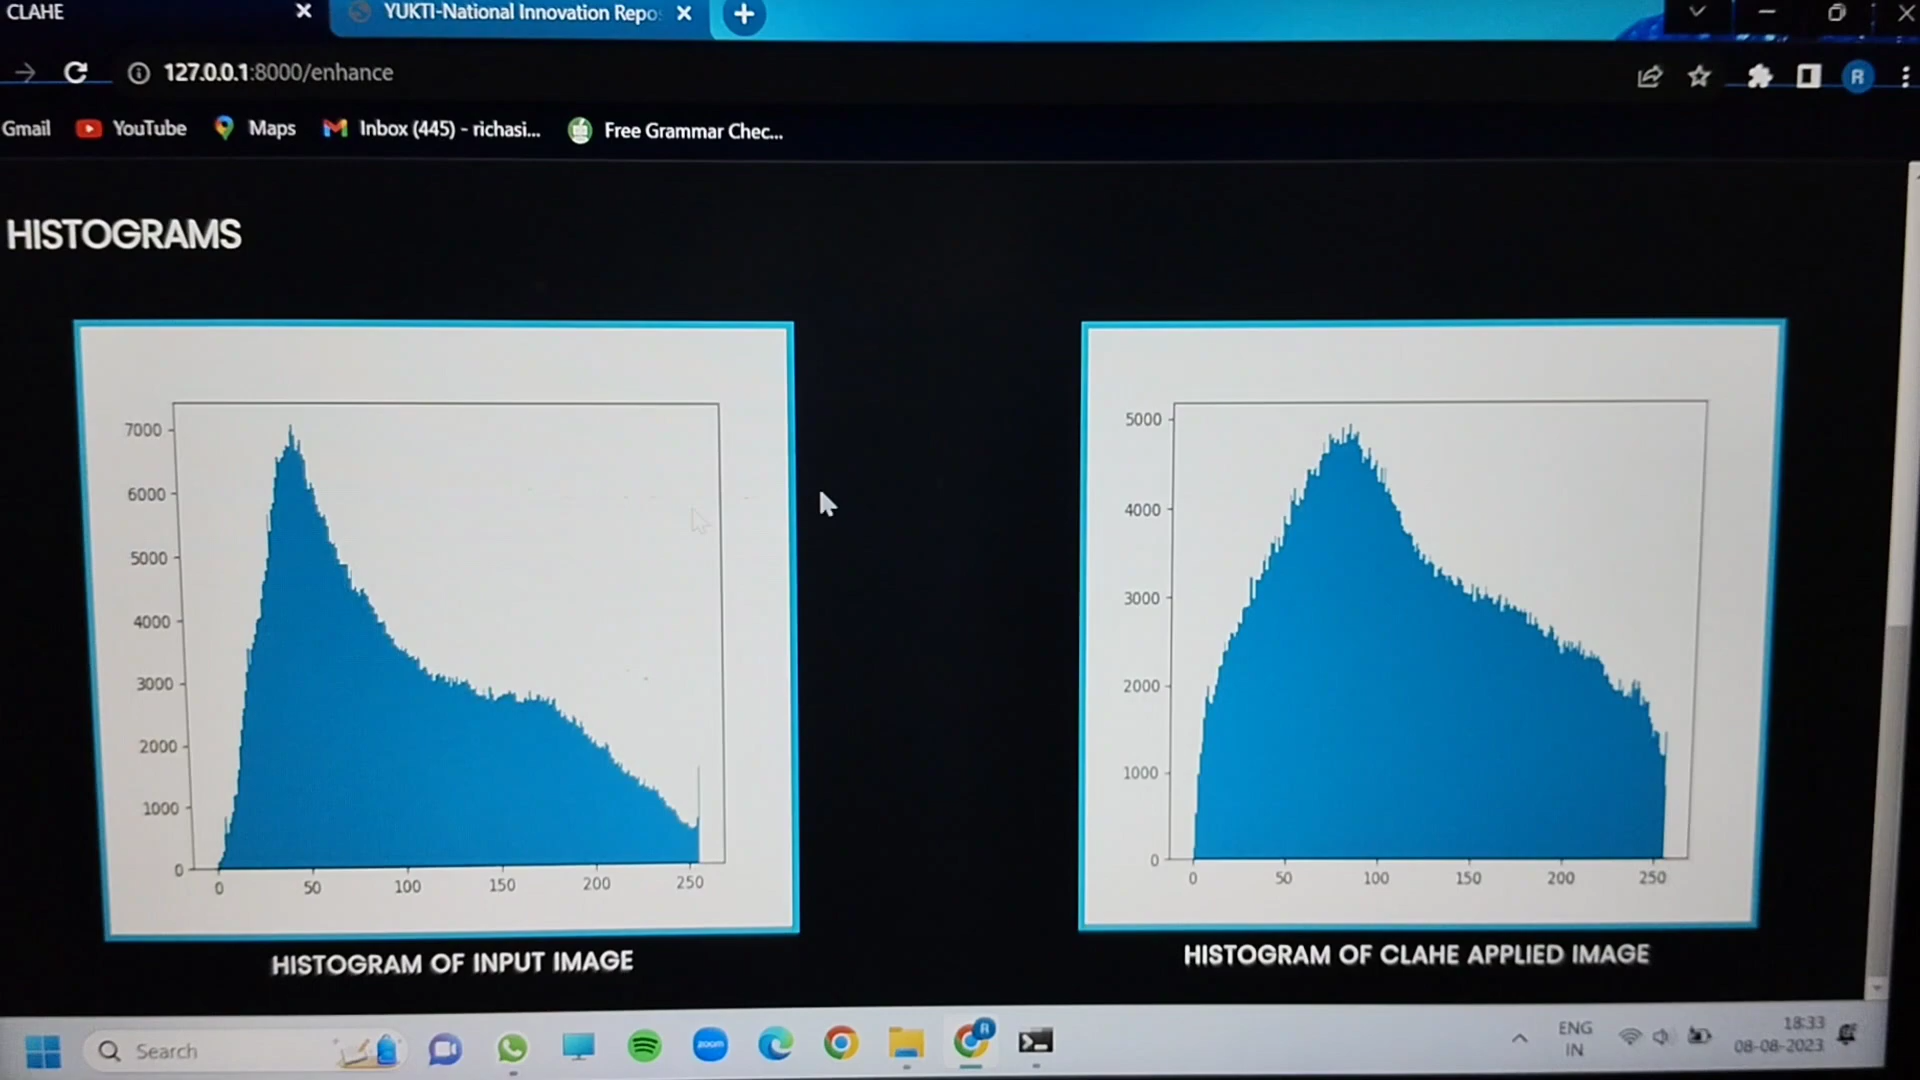 CLAHE
YUKTI-National Innovation Repo
127.0.0.1:8000/enhance
R
Gmail
YouTube
Maps
Inbox (445) - richasi...
Free Grammar Chec...
HISTOGRAMS
7000
6000
5000
4000
3000
2000
1000
0
0 50 100 150 200 250
HISTOGRAM OF INPUT IMAGE
5000
4000
3000
2000
1000
0
0 50 100 150 200 250
HISTOGRAM OF CLAHE APPLIED IMAGE
Search
zoom
R
ENG
IN
18:33
08-08-2023